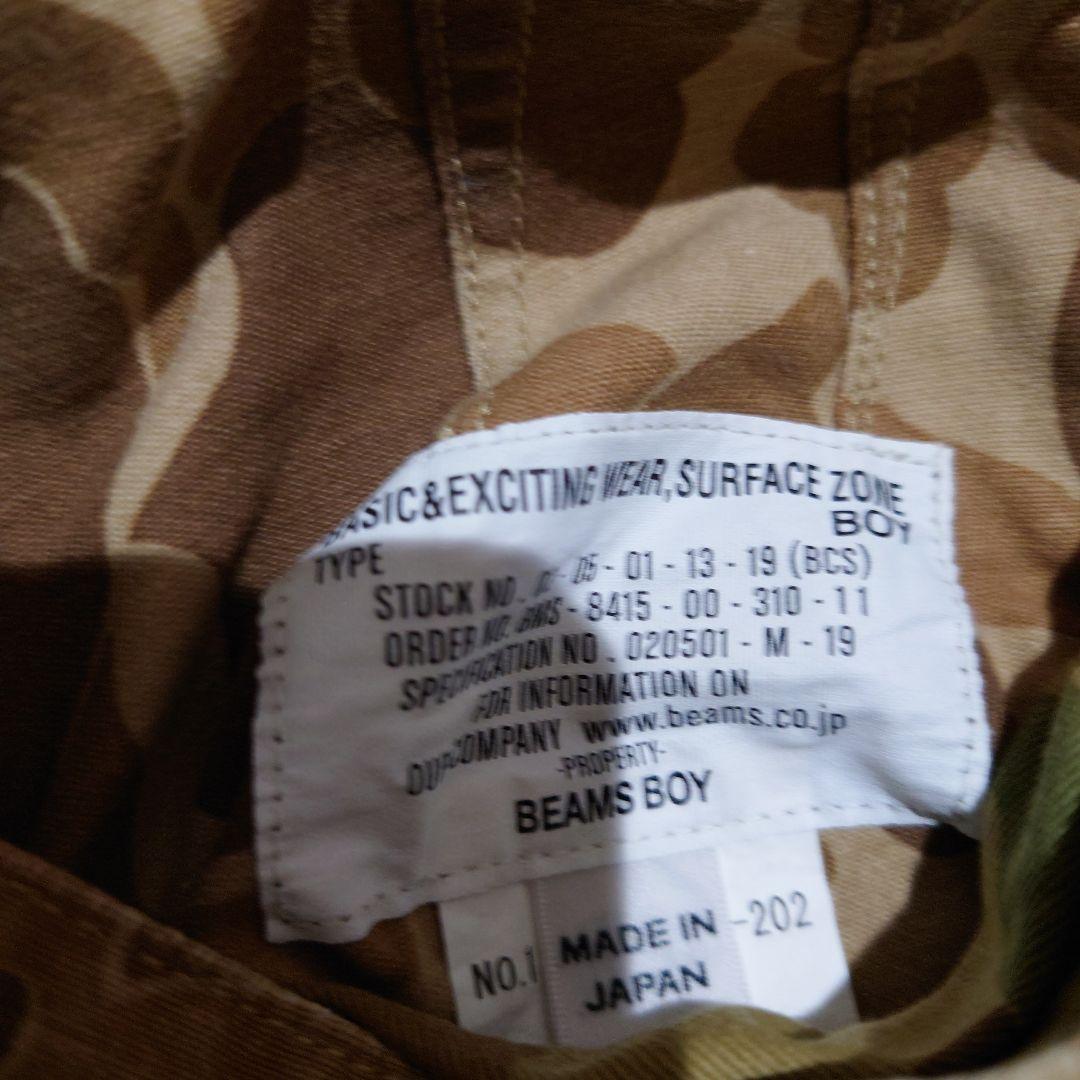 BASIC&EXCITING WEAR,SURFACE ZONE
BOY
TYPE
STOCK NO. - 05 - 01 - 13 - 19 (BCS)
ORDER NO. BMS - 8415 - 00 - 310 - 11
SPECIFICATION NO. 020501 - M - 19
FOR INFORMATION ON
OUR COMPANY www.beams.co.jp
-PROPERTY-
BEAMS BOY
NO.1 -202
MADE IN
JAPAN